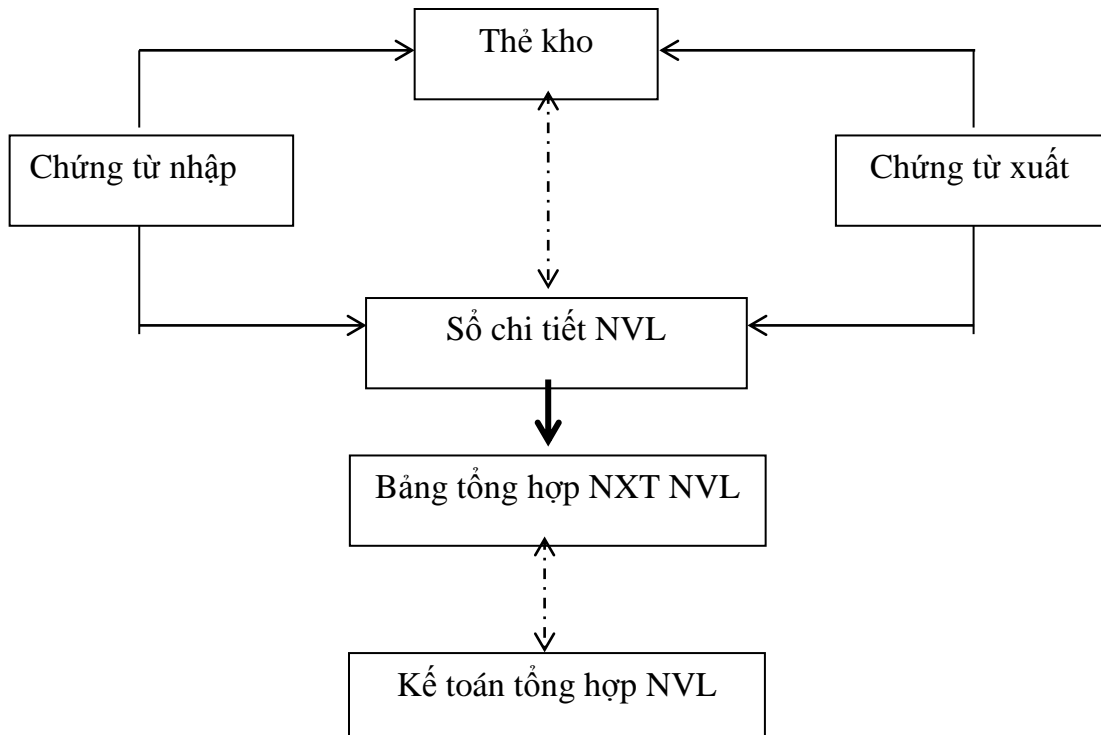 Thẻ kho
Chứng từ nhập
Chứng từ xuất
Sổ chi tiết NVL
Bảng tổng hợp NXT NVL
Kế toán tổng hợp NVL